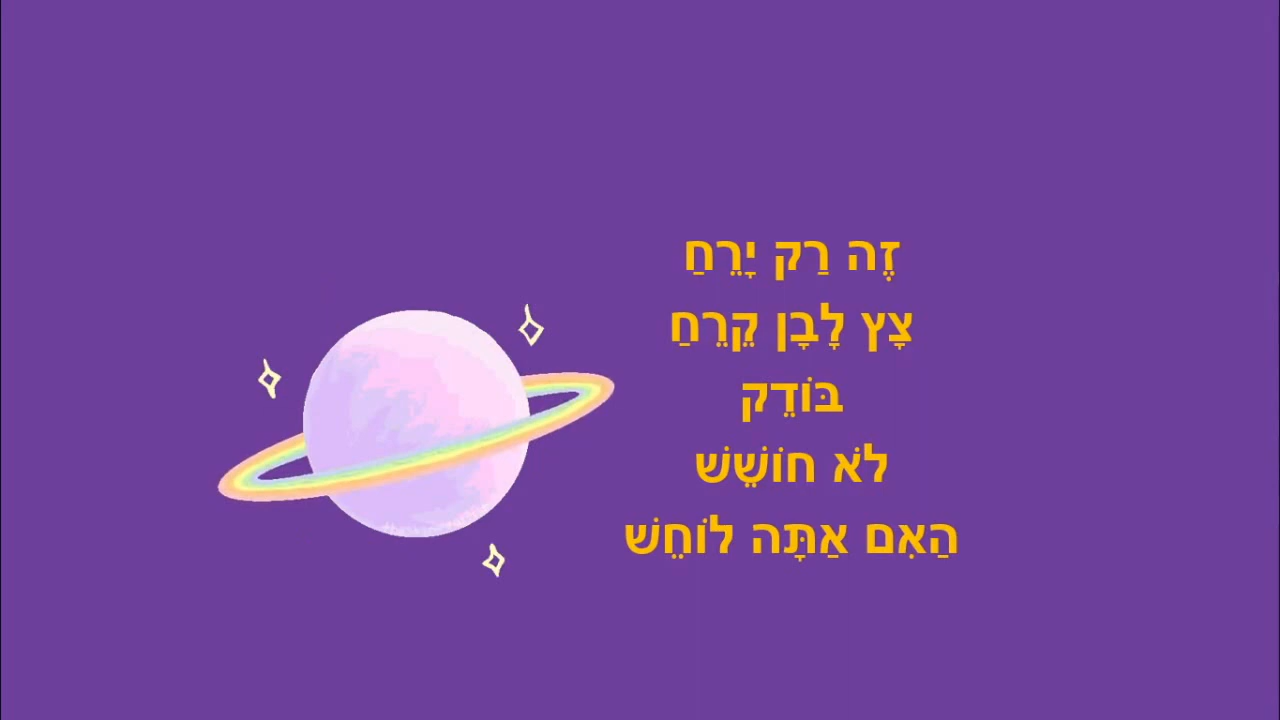 זֶה רַק יָרֵחַ
צָץ לָבָן קֵרֵחַ
בּוֹדֵק
לֹא חוֹשֵׁשׁ
הַאִם אַתָּה לוֹחֵשׁ